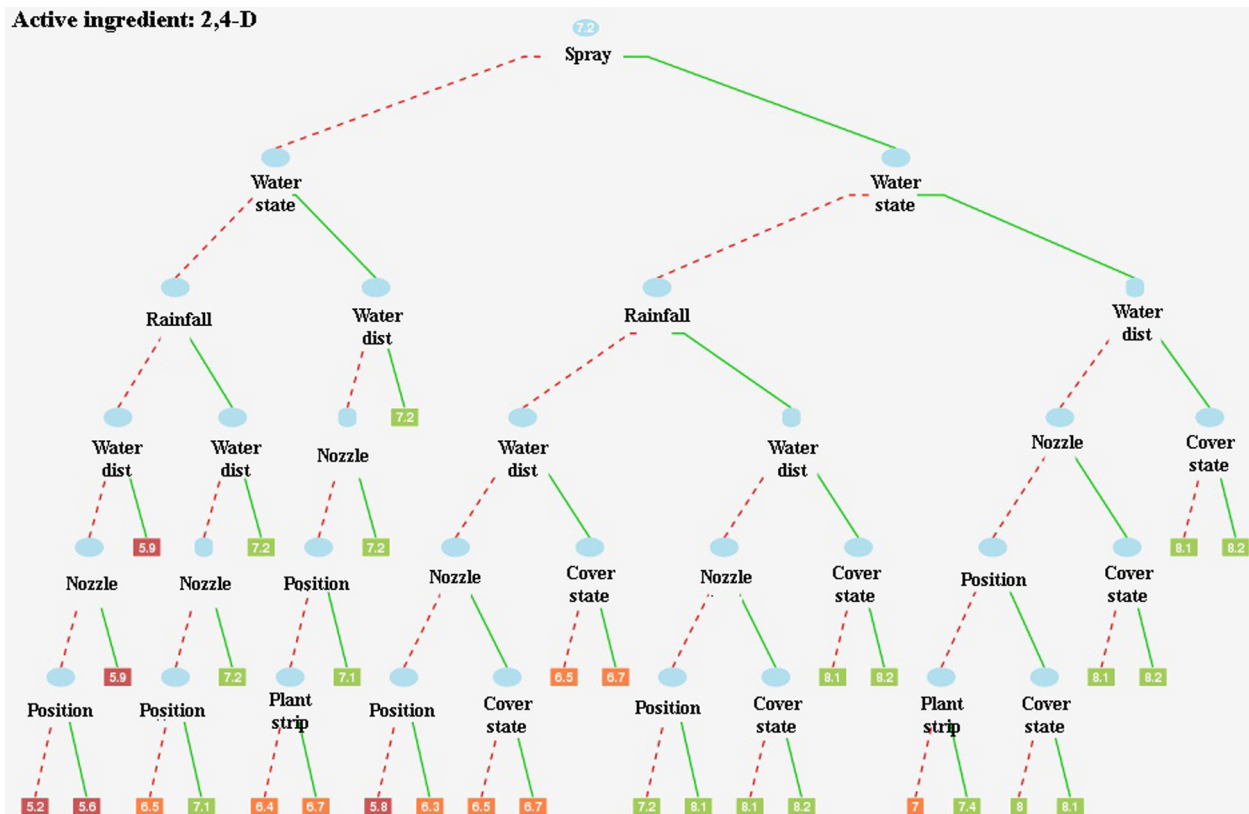 Active ingredient: 2,4-D
7.2
Spray
Water
state
Water
state
Rainfall
Water
dist
Rainfall
Water
dist
7.2
Water
dist
Water
dist
Nozzle
Water
dist
Water
dist
Nozzle
Cover
state
5.9
7.2
7.2
8.1
8.2
Nozzle
Nozzle
Position
Nozzle
Cover
state
Nozzle
Cover
state
Position
Cover
state
5.9
7.2
7.1
6.5
6.7
8.1
8.2
8.1
8.2
Position
Position
Plant
strip
Position
Cover
state
Position
Cover
state
Plant
strip
Cover
state
5.2
5.6
6.5
7.1
6.4
6.7
5.8
6.3
6.5
6.7
7.2
8.1
8.1
8.2
7
7.4
8
8.1